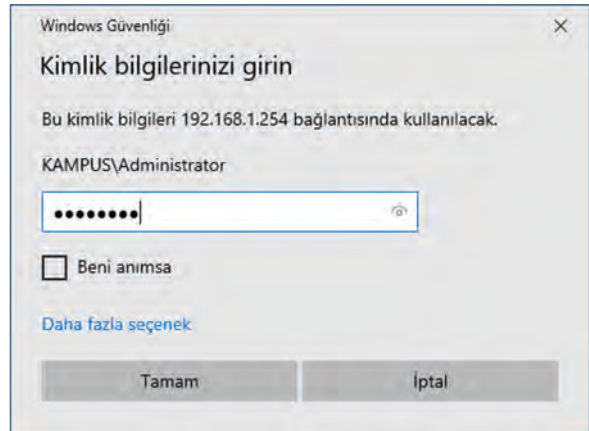 Windows Güvenliği
Kimlik bilgilerinizi girin
Bu kimlik bilgileri 192.168.1.254 bağlantısında kullanılacak.
KAMPUS\Administrator
●●●●●●●●
Beni anımsa
Daha fazla seçenek
Tamam
İptal